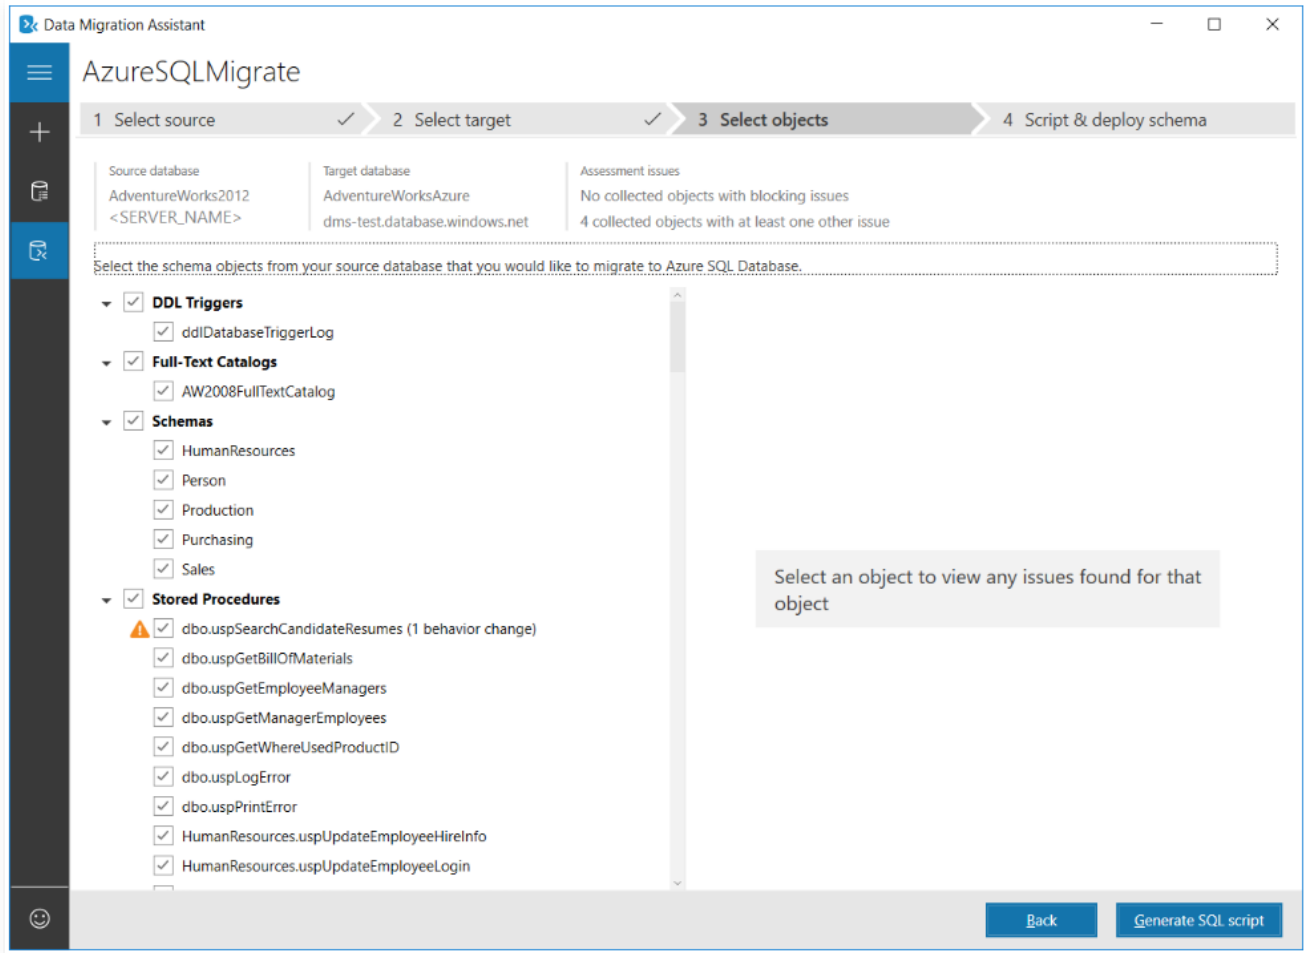 Data Migration Assistant
AzureSQLMigrate
1 Select source
2 Select target
3 Select objects
4 Script & deploy schema
Source database
AdventureWorks2012
<SERVER_NAME>
Target database
AdventureWorksAzure
dms-test.database.windows.net
Assessment issues
No collected objects with blocking issues
4 collected objects with at least one other issue
Select the schema objects from your source database that you would like to migrate to Azure SQL Database.
DDL Triggers
ddlDatabaseTriggerLog
Full-Text Catalogs
AW2008FullTextCatalog
Schemas
HumanResources
Person
Production
Purchasing
Sales
Stored Procedures
dbo.uspSearchCandidateResumes (1 behavior change)
dbo.uspGetBillOfMaterials
dbo.uspGetEmployeeManagers
dbo.uspGetManagerEmployees
dbo.uspGetWhereUsedProductID
dbo.uspLogError
dbo.uspPrintError
HumanResources.uspUpdateEmployeeHireInfo
HumanResources.uspUpdateEmployeeLogin
Select an object to view any issues found for that
object
Back
Generate SQL script